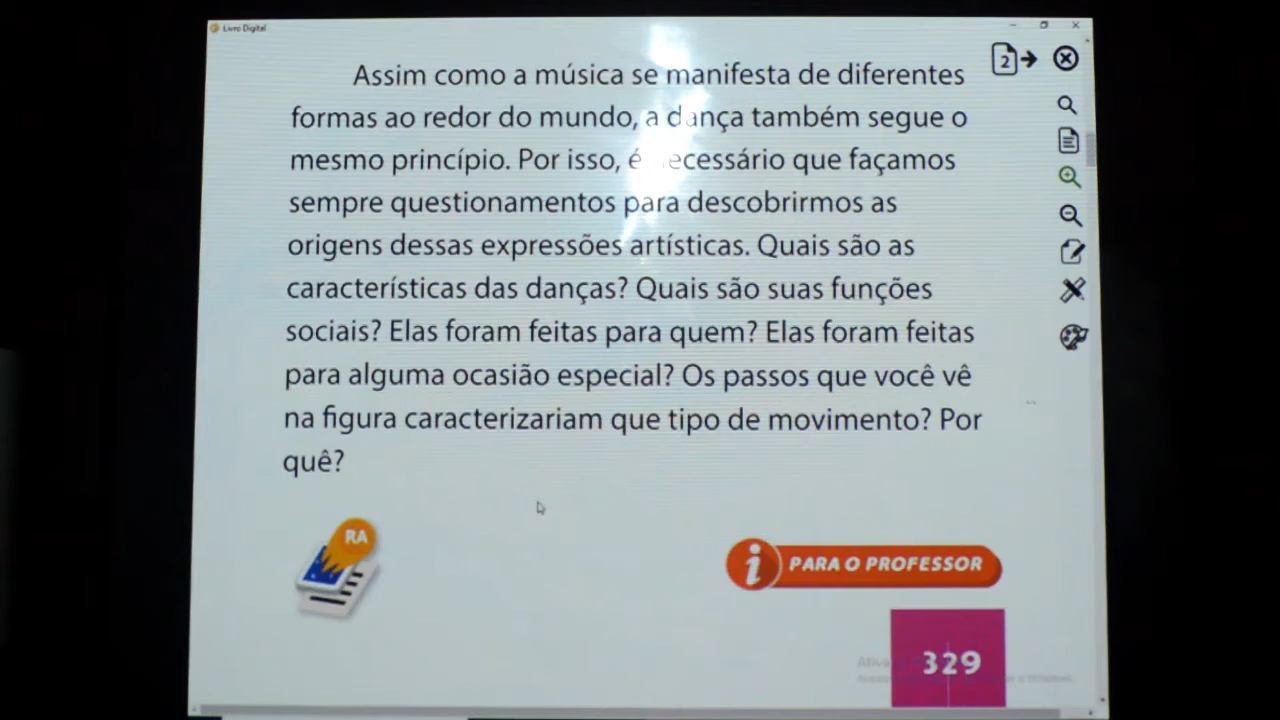 Livro Digital
2
Assim como a música se manifesta de diferentes
formas ao redor do mundo, a dança também segue o
mesmo princípio. Por isso, é necessário que façamos
sempre questionamentos para descobrirmos as
origens dessas expressões artísticas. Quais são as
características das danças? Quais são suas funções
sociais? Elas foram feitas para quem? Elas foram feitas
para alguma ocasião especial? Os passos que você vê
na figura caracterizariam que tipo de movimento? Por
quê?
RA
i PARA O PROFESSOR
329